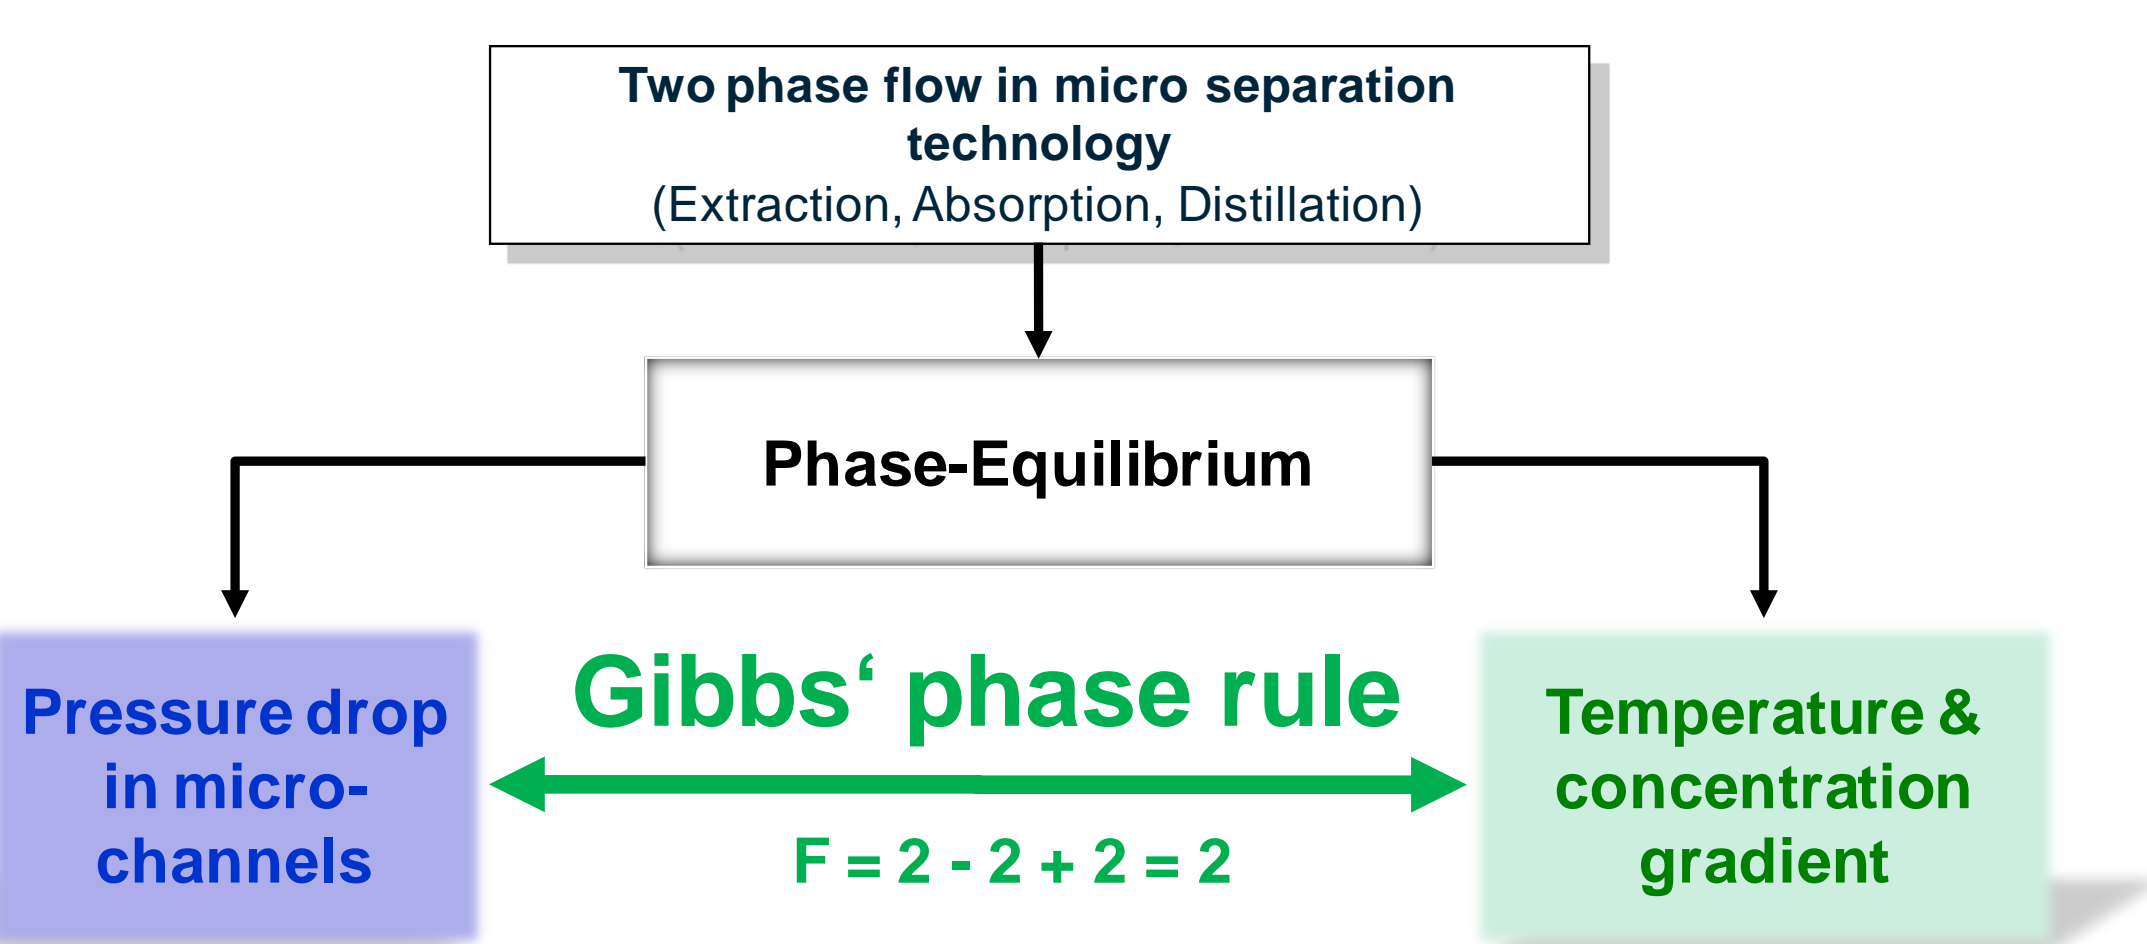 Two phase flow in micro separation
technology
(Extraction, Absorption, Distillation)
Phase-Equilibrium
Pressure drop
in micro-
channels
Gibbs‘ phase rule
F = 2 - 2 + 2 = 2
Temperature &
concentration
gradient